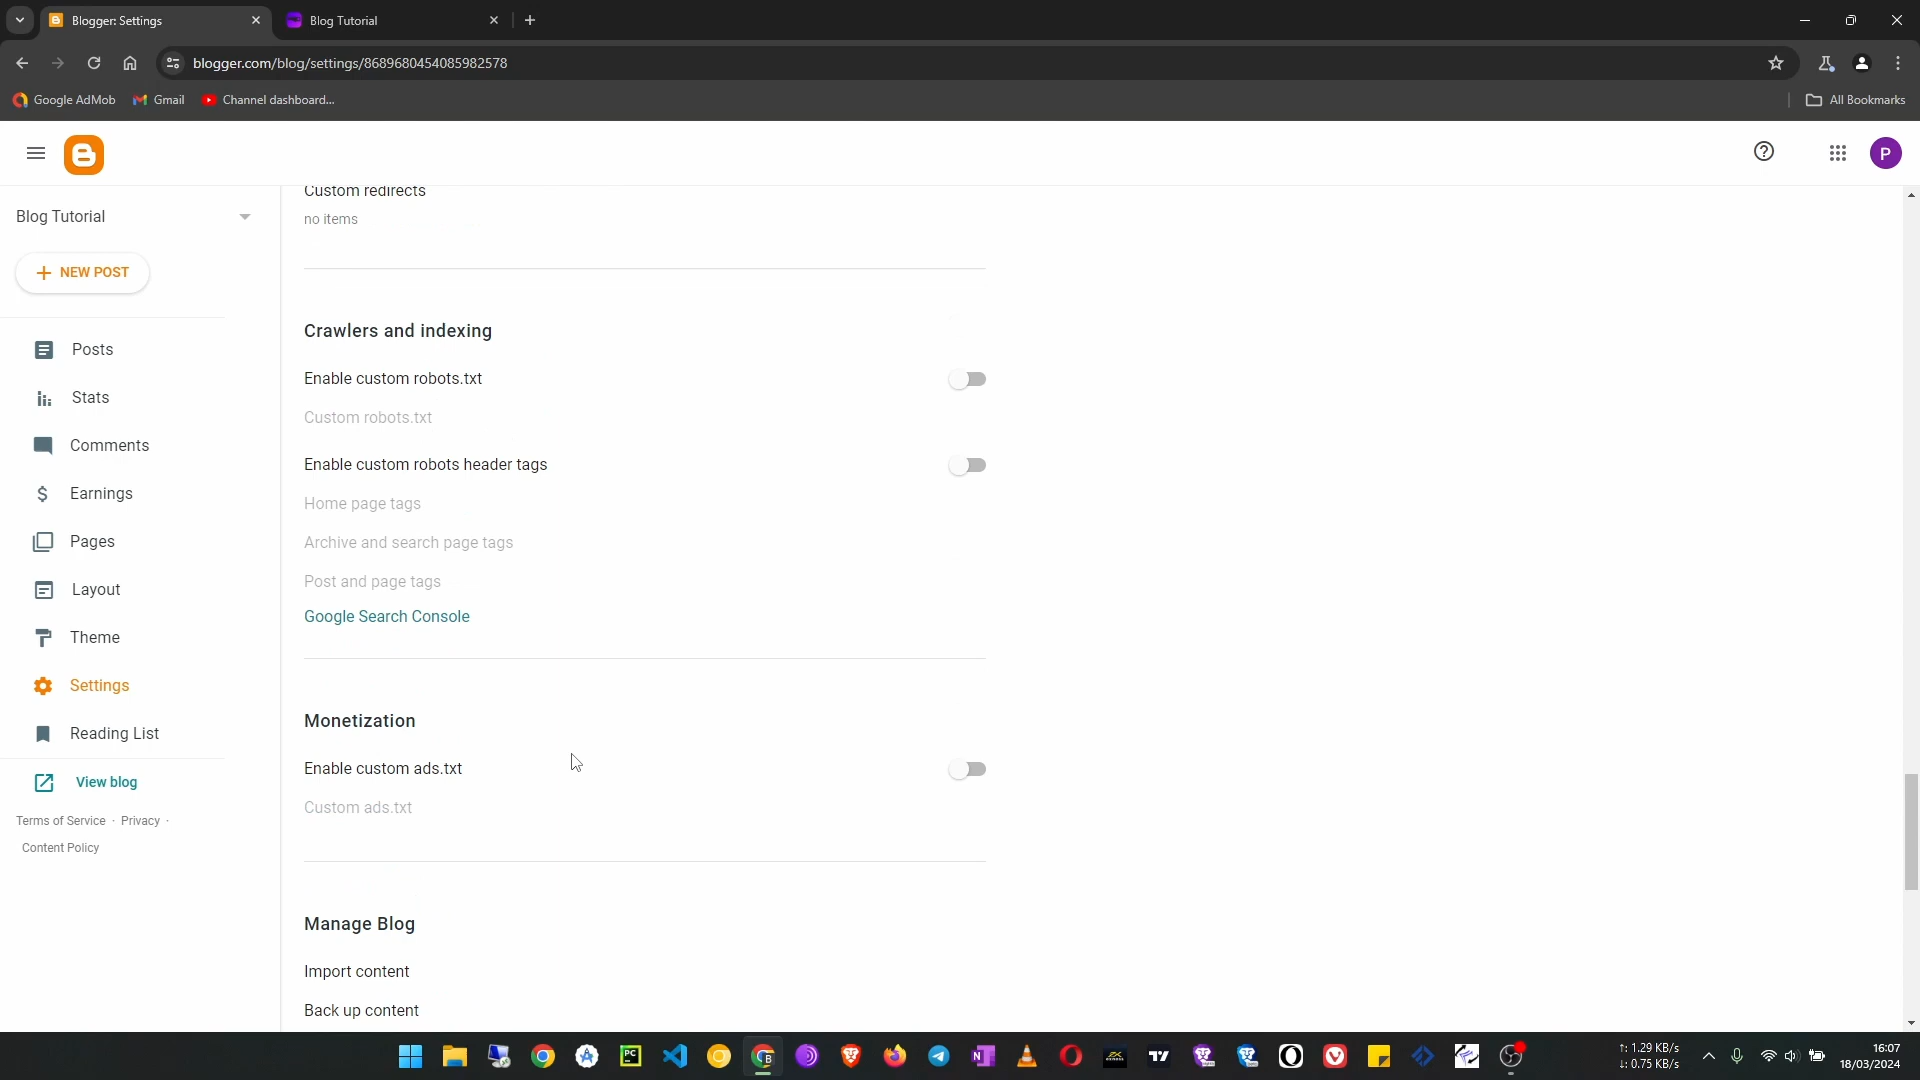 Blogger: Settings
Blog Tutorial
blogger.com/blog/settings/8689680454085982578
Google AdMob
Gmail
Channel dashboard...
All Bookmarks
P
Blog Tutorial
NEW POST
Posts
Stats
Comments
Earnings
Pages
Layout
Theme
Settings
Reading List
View blog
Terms of Service · Privacy ·
Content Policy
Custom redirects
no items
Crawlers and indexing
Enable custom robots.txt
Custom robots.txt
Enable custom robots header tags
Home page tags
Archive and search page tags
Post and page tags
Google Search Console
Monetization
Enable custom ads.txt
Custom ads.txt
Manage Blog
Import content
Back up content
↑: 1.29 KB/s
↓: 0.75 KB/s
16:07
18/03/2024